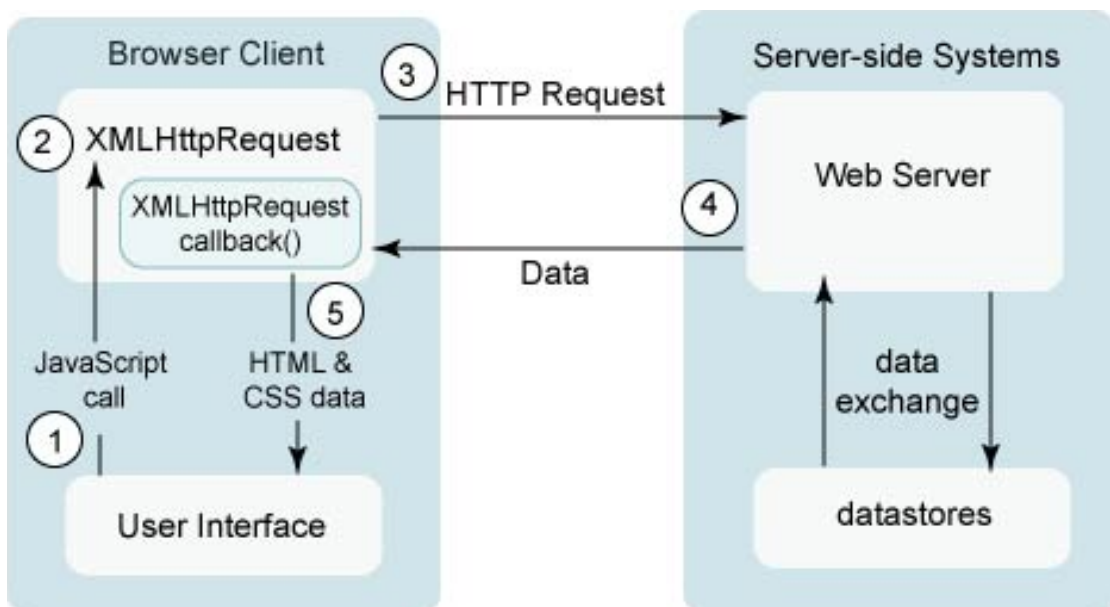 Browser Client
3
HTTP Request
Server-side Systems
2
XMLHttpRequest
XMLHttpRequest
callback()
Web Server
4
Data
5
JavaScript
call
HTML &
CSS data
data
exchange
1
User Interface
datastores